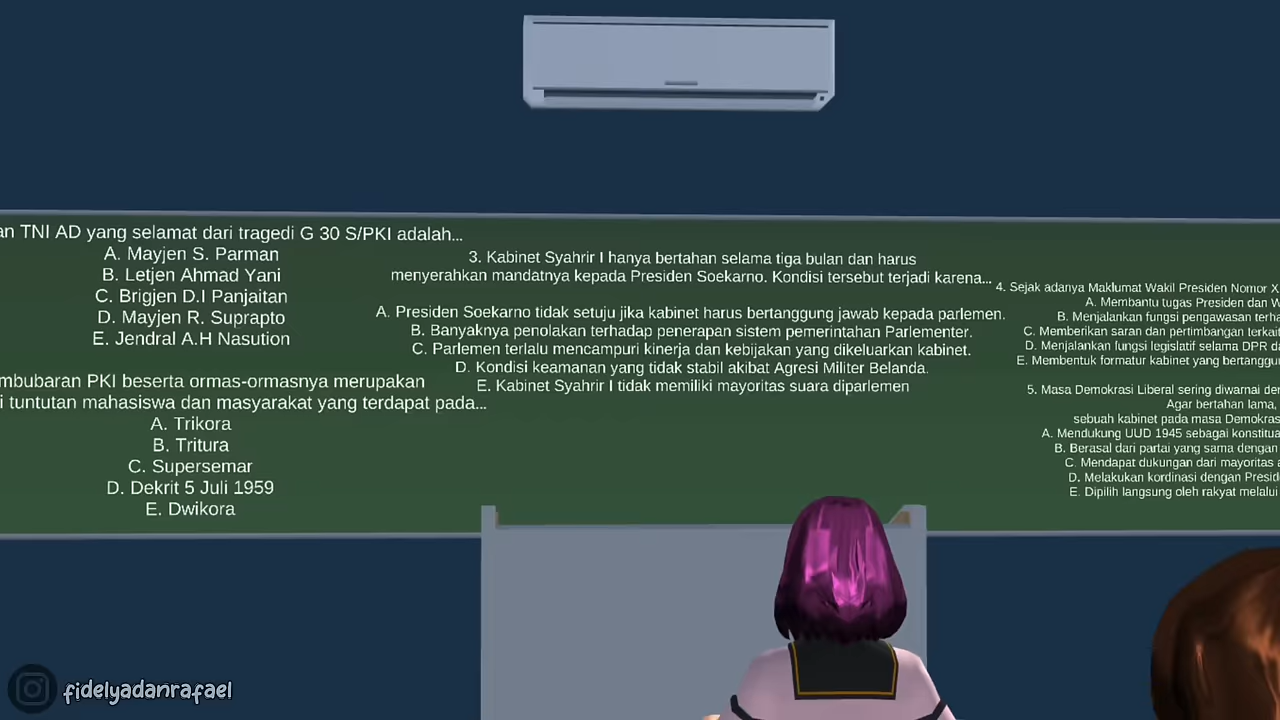 an TNI AD yang selamat dari tragedi G 30 S/PKI adalah...
A. Mayjen S. Parman
B. Letjen Ahmad Yani
C. Brigjen D.I Panjaitan
D. Mayjen R. Suprapto
E. Jendral A.H Nasution
mbubaran PKI beserta ormas-ormasnya merupakan
i tuntutan mahasiswa dan masyarakat yang terdapat pada...
A. Trikora
B. Tritura
C. Supersemar
D. Dekrit 5 Juli 1959
E. Dwikora
3. Kabinet Syahrir I hanya bertahan selama tiga bulan dan harus
menyerahkan mandatnya kepada Presiden Soekarno. Kondisi tersebut terjadi karena...
A. Presiden Soekarno tidak setuju jika kabinet harus bertanggung jawab kepada parlemen.
B. Banyaknya penolakan terhadap penerapan sistem pemerintahan Parlementer.
C. Parlemen terlalu mencampuri kinerja dan kebijakan yang dikeluarkan kabinet.
D. Kondisi keamanan yang tidak stabil akibat Agresi Militer Belanda.
E. Kabinet Syahrir I tidak memiliki mayoritas suara diparlemen
4. Sejak adanya Maklumat Wakil Presiden Nomor X
A. Membantu tugas Presiden dan W
B. Menjalankan fungsi pengawasan terha
C. Memberikan saran dan pertimbangan terkait
D. Menjalankan fungsi legislatif selama DPR da
E. Membentuk formatur kabinet yang bertanggu
5. Masa Demokrasi Liberal sering diwarnai de
Agar bertahan lama,
sebuah kabinet pada masa Demokras
A. Mendukung UUD 1945 sebagai konstitua
B. Berasal dari partai yang sama dengan
C. Mendapat dukungan dari mayoritas a
D. Melakukan kordinasi dengan Presid
E. Dipilih langsung oleh rakyat melalui
fidelyadanrafael